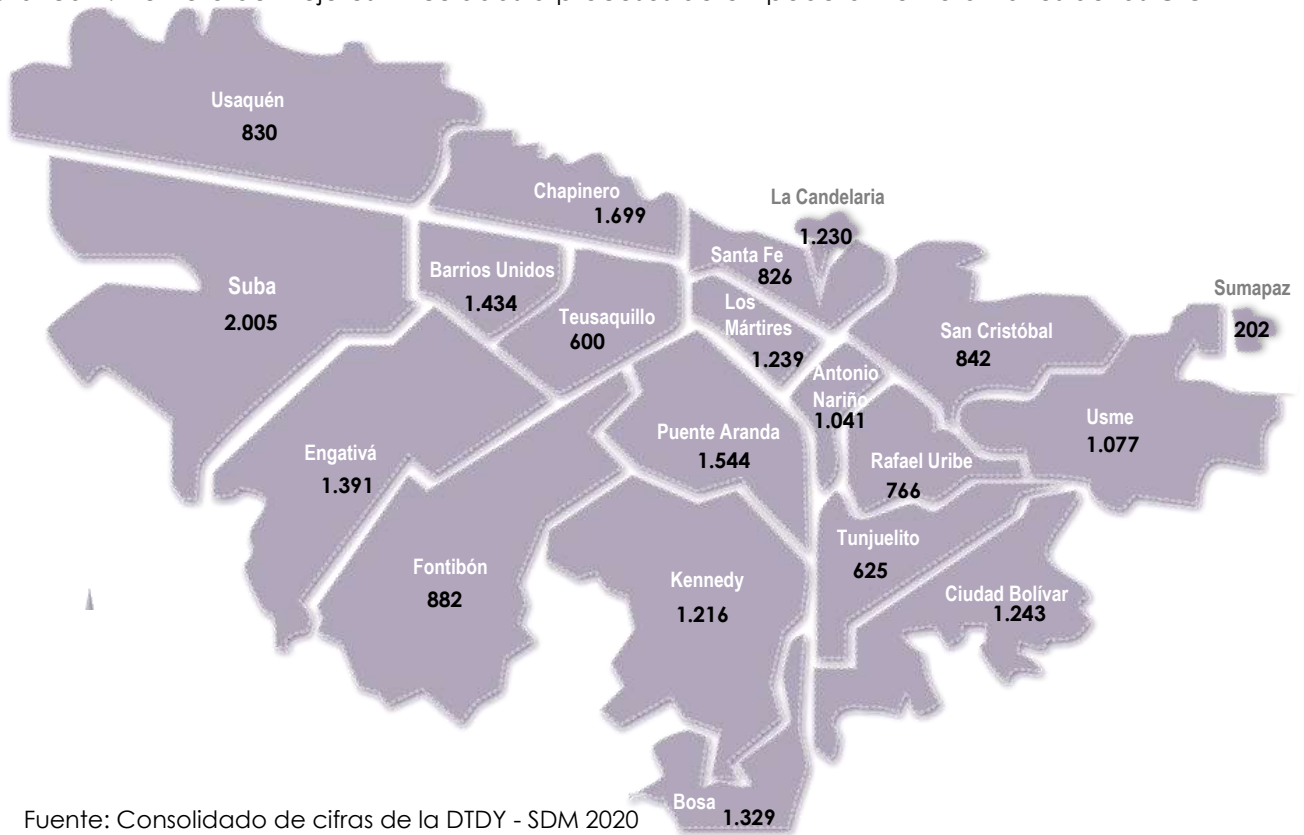 Usaquén
830
Chapinero
1.699
La Candelaria
1.230
Santa Fe
826
Barrios Unidos
1.434
Suba
2.005
Teusaquillo
600
Los
Mártires
1.239
San Cristóbal
842
Sumapaz
202
Antonio
Nariño
1.041
Usme
1.077
Puente Aranda
1.544
Engativá
1.391
Rafael Uribe
766
Tunjuelito
625
Fontibón
882
Kennedy
1.216
Ciudad Bolívar
1.243
Bosa
1.329
Fuente: Consolidado de cifras de la DTDY - SDM 2020